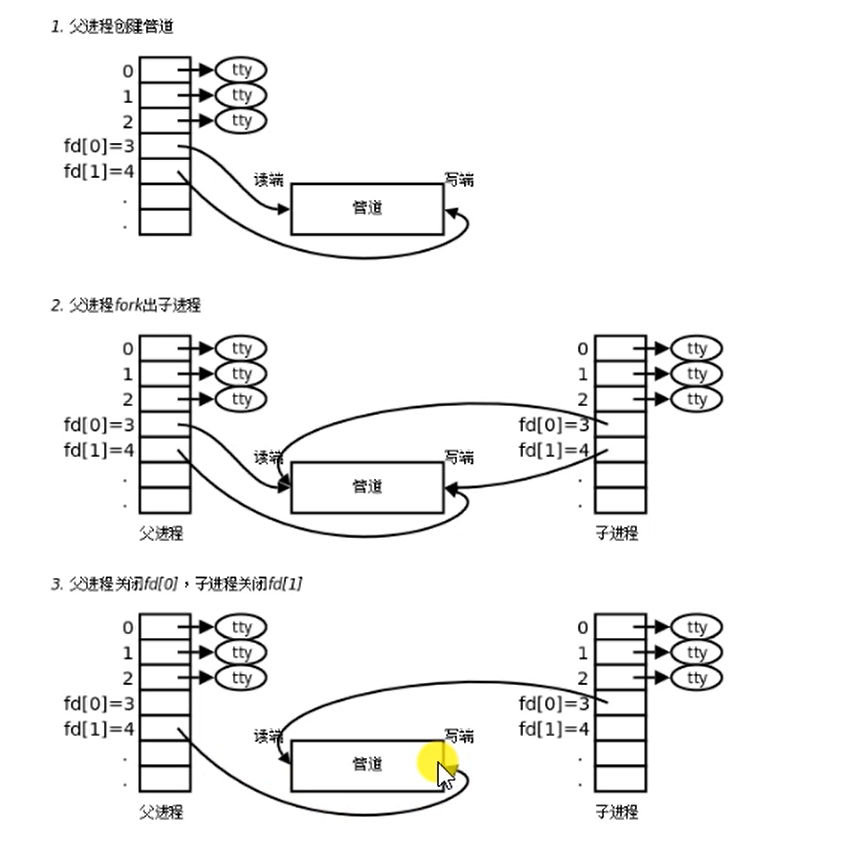 1. 父进程创建管道
0 tty
1 tty
2 tty
fd[0]=3
读端 写端
fd[1]=4
.
管道
.
2. 父进程fork出子进程
0 tty 0 tty
1 tty 1 tty
2 tty 2 tty
fd[0]=3 fd[0]=3
fd[1]=4 读端 写端 fd[1]=4
. 管道 .
. .
父进程 子进程
3. 父进程关闭fd[0]，子进程关闭fd[1]
0 tty 0 tty
1 tty 1 tty
2 tty 2 tty
fd[0]=3 fd[0]=3
fd[1]=4 读端 写端 fd[1]=4
. 管道 .
. .
父进程 子进程